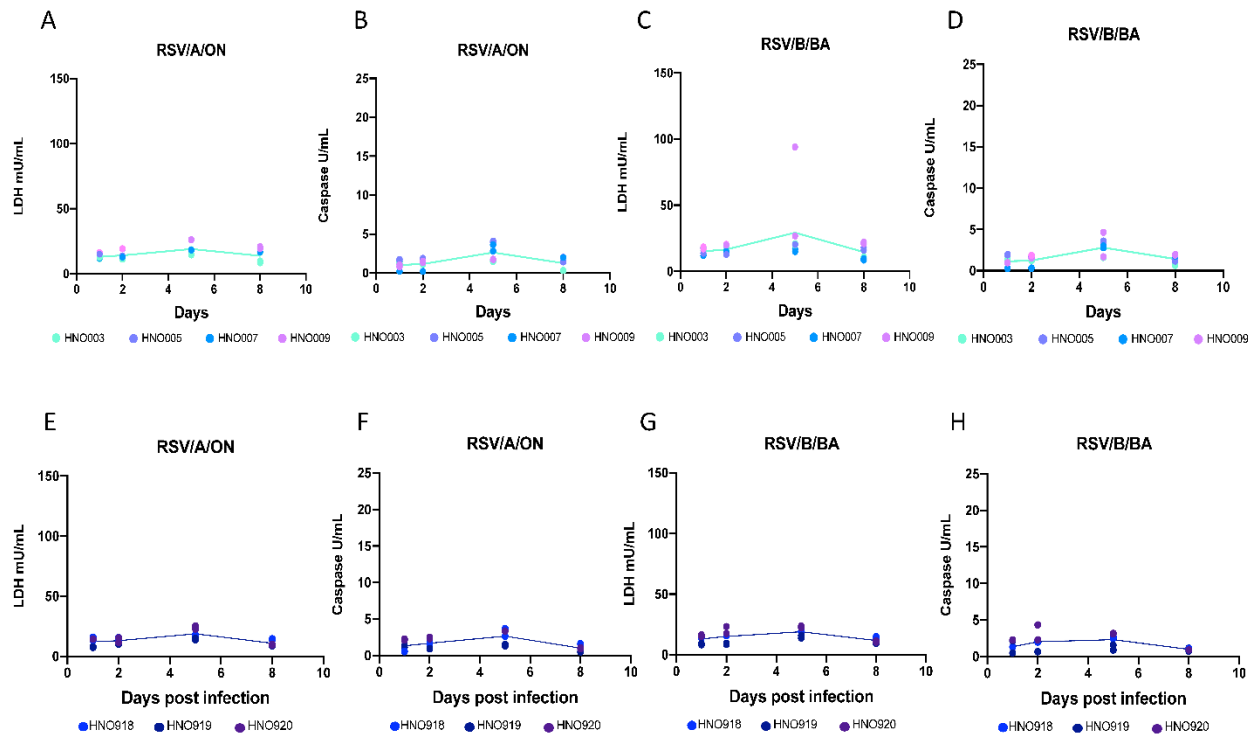 A
RSV/A/ON
150
100
50
0
LDH mU/mL
0 2 4 6 8 10
Days
HNO003 HNO005 HNO007 HNO009
B
RSV/A/ON
25
20
15
10
5
0
Caspase U/mL
0 2 4 6 8 10
Days
HNO003 HNO005 HNO007 HNO009
C
RSV/B/BA
150
100
50
0
LDH mU/mL
0 2 4 6 8 10
Days
HNO003 HNO005 HNO007 HNO009
D
RSV/B/BA
25
20
15
10
5
0
Caspase U/mL
0 2 4 6 8 10
Days
HNO003 HNO005 HNO007 HNO009
E
RSV/A/ON
150
100
50
0
LDH mU/mL
0 2 4 6 8 10
Days post infection
HNO918 HNO919 HNO920
F
RSV/A/ON
25
20
15
10
5
0
Caspase U/mL
0 2 4 6 8 10
Days post infection
HNO918 HNO919 HNO920
G
RSV/B/BA
150
100
50
0
LDH mU/mL
0 2 4 6 8 10
Days post infection
HNO918 HNO919 HNO920
H
RSV/B/BA
25
20
15
10
5
0
Caspase U/mL
0 2 4 6 8 10
Days post infection
HNO918 HNO919 HNO920